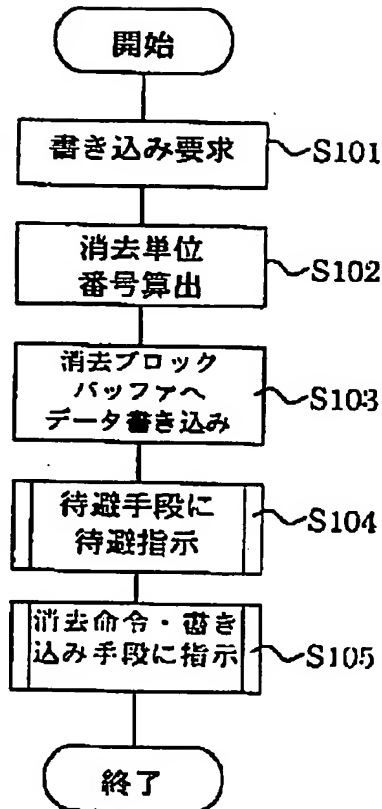 開始
書き込み要求
S101
消去単位
番号算出
S102
消去ブロック
バッファへ
データ書き込み
S103
待避手段に
待避指示
S104
消去命令・書き
込み手段に指示
S105
終了